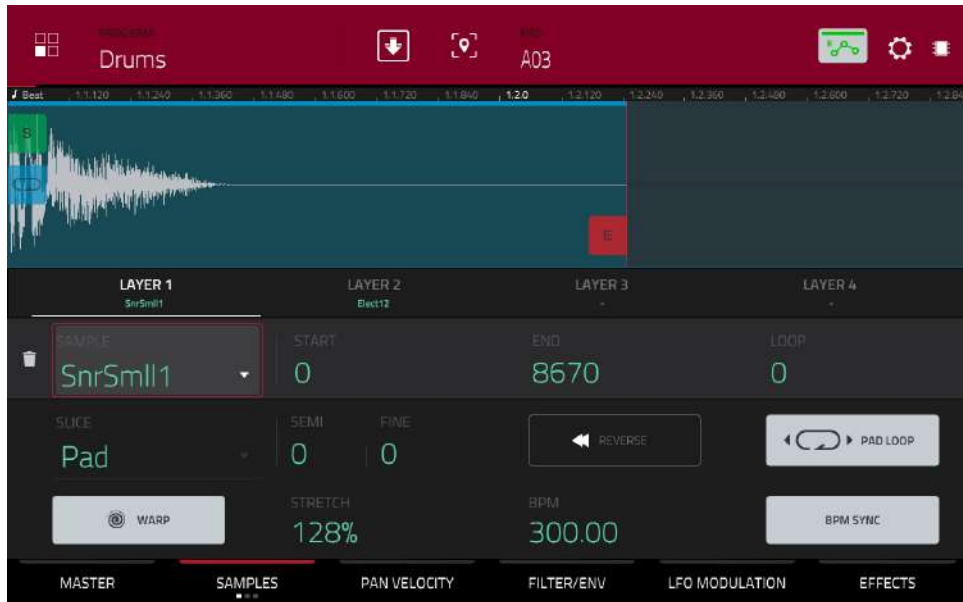 PROGRAM
Drums
PAD
A03
Beat 1.1.120 1.1.240 1.1.360 1.1.480 1.1.600 1.1.720 1.1.840 1.2.0 1.2.120 1.2.240 1.2.360 1.2.480 1.2.600 1.2.720
S
E
LAYER 1 LAYER 2 LAYER 3 LAYER 4
SnrSmll1 Elect12 - -
SAMPLE START END LOOP
SnrSmll1 0 8670 0
SLICE SEMI FINE
Pad 0 0
REVERSE
PAD LOOP
WARP
STRETCH BPM
128% 300.00
BPM SYNC
MASTER SAMPLES PAN VELOCITY FILTER/ENV LFO MODULATION EFFECTS